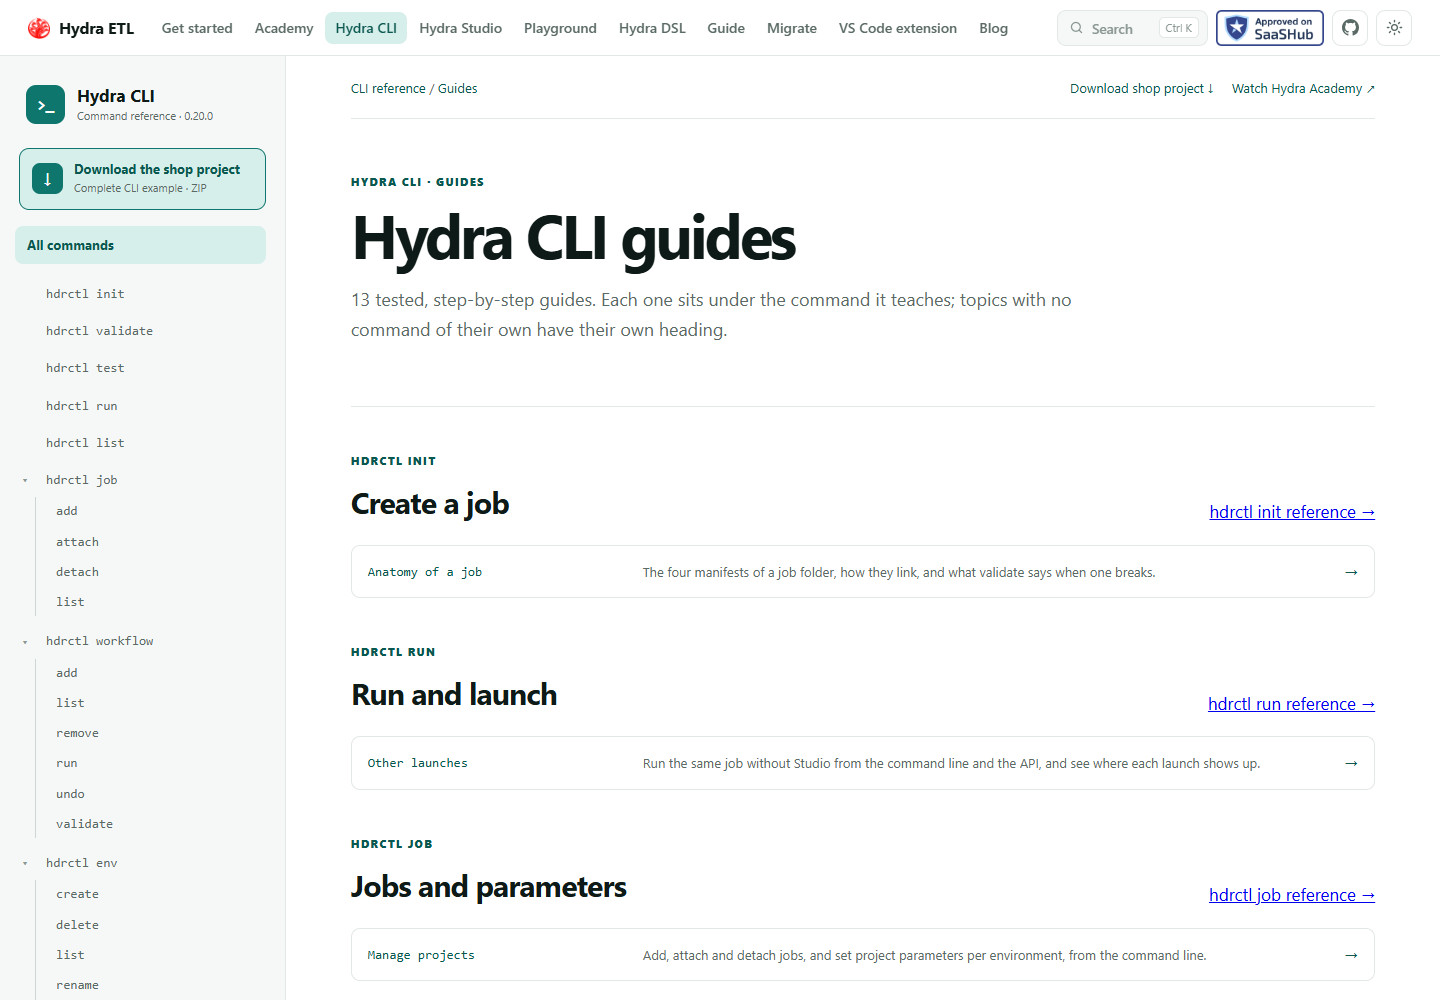 Hydra ETL
Get started
Academy
Hydra CLI
Hydra Studio
Playground
Hydra DSL
Guide
Migrate
VS Code extension
Blog
Search
Ctrl K
Approved on
SaaSHub
>_
Hydra CLI
Command reference · 0.20.0
↓
Download the shop project
Complete CLI example · ZIP
All commands
hdrctl init
hdrctl validate
hdrctl test
hdrctl run
hdrctl list
▾ hdrctl job
add
attach
detach
list
▾ hdrctl workflow
add
list
remove
run
undo
validate
▾ hdrctl env
create
delete
list
rename
CLI reference / Guides
Download shop project ↓
Watch Hydra Academy ↗
HYDRA CLI · GUIDES
Hydra CLI guides
13 tested, step-by-step guides. Each one sits under the command it teaches; topics with no
command of their own have their own heading.
HDRCTL INIT
Create a job
hdrctl init reference →
Anatomy of a job
The four manifests of a job folder, how they link, and what validate says when one breaks.
→
HDRCTL RUN
Run and launch
hdrctl run reference →
Other launches
Run the same job without Studio from the command line and the API, and see where each launch shows up.
→
HDRCTL JOB
Jobs and parameters
hdrctl job reference →
Manage projects
Add, attach and detach jobs, and set project parameters per environment, from the command line.
→